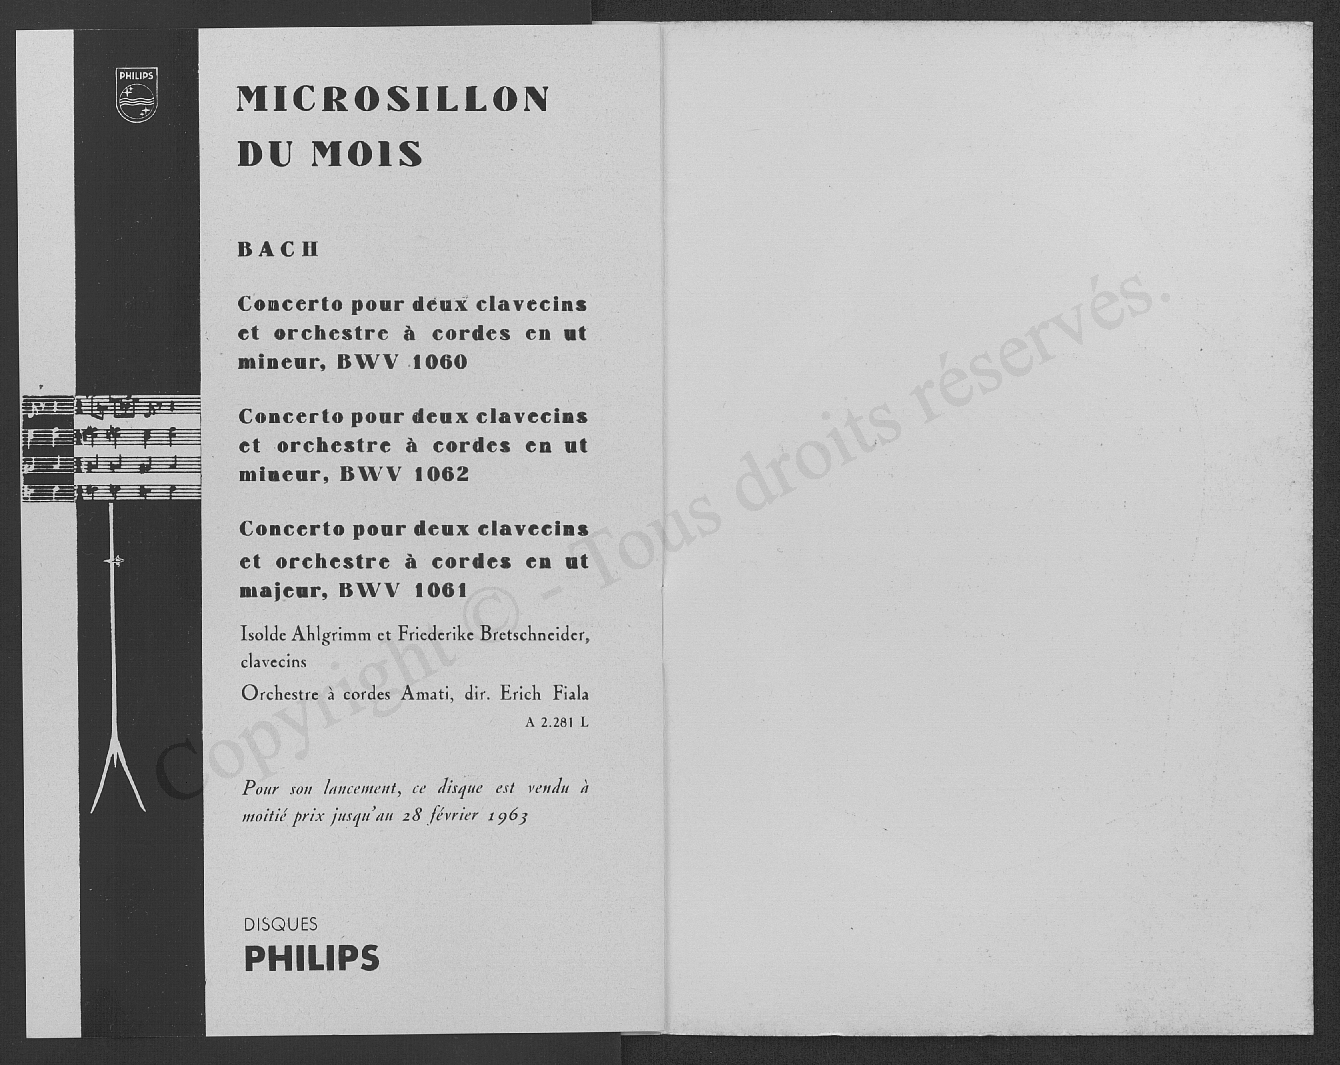 PHILIPS
MICROSILLON
DU MOIS
BACH
Concerto pour deux clavecins
et orchestre à cordes en ut
mineur, BWV 1060
Concerto pour deux clavecins
et orchestre à cordes en ut
mineur, BWV 1062
Concerto pour deux clavecins
et orchestre à cordes en ut
majeur, BWV 1061
Isolde Ahlgrimm et Friederike Bretschneider,
clavecins
Orchestre à cordes Amati, dir. Erich Fiala
A 2.281 L
Pour son lancement, ce disque est vendu à
moitié prix jusqu'au 28 février 1963
DISQUES
PHILIPS
Copyright © - Tous droits réservés.